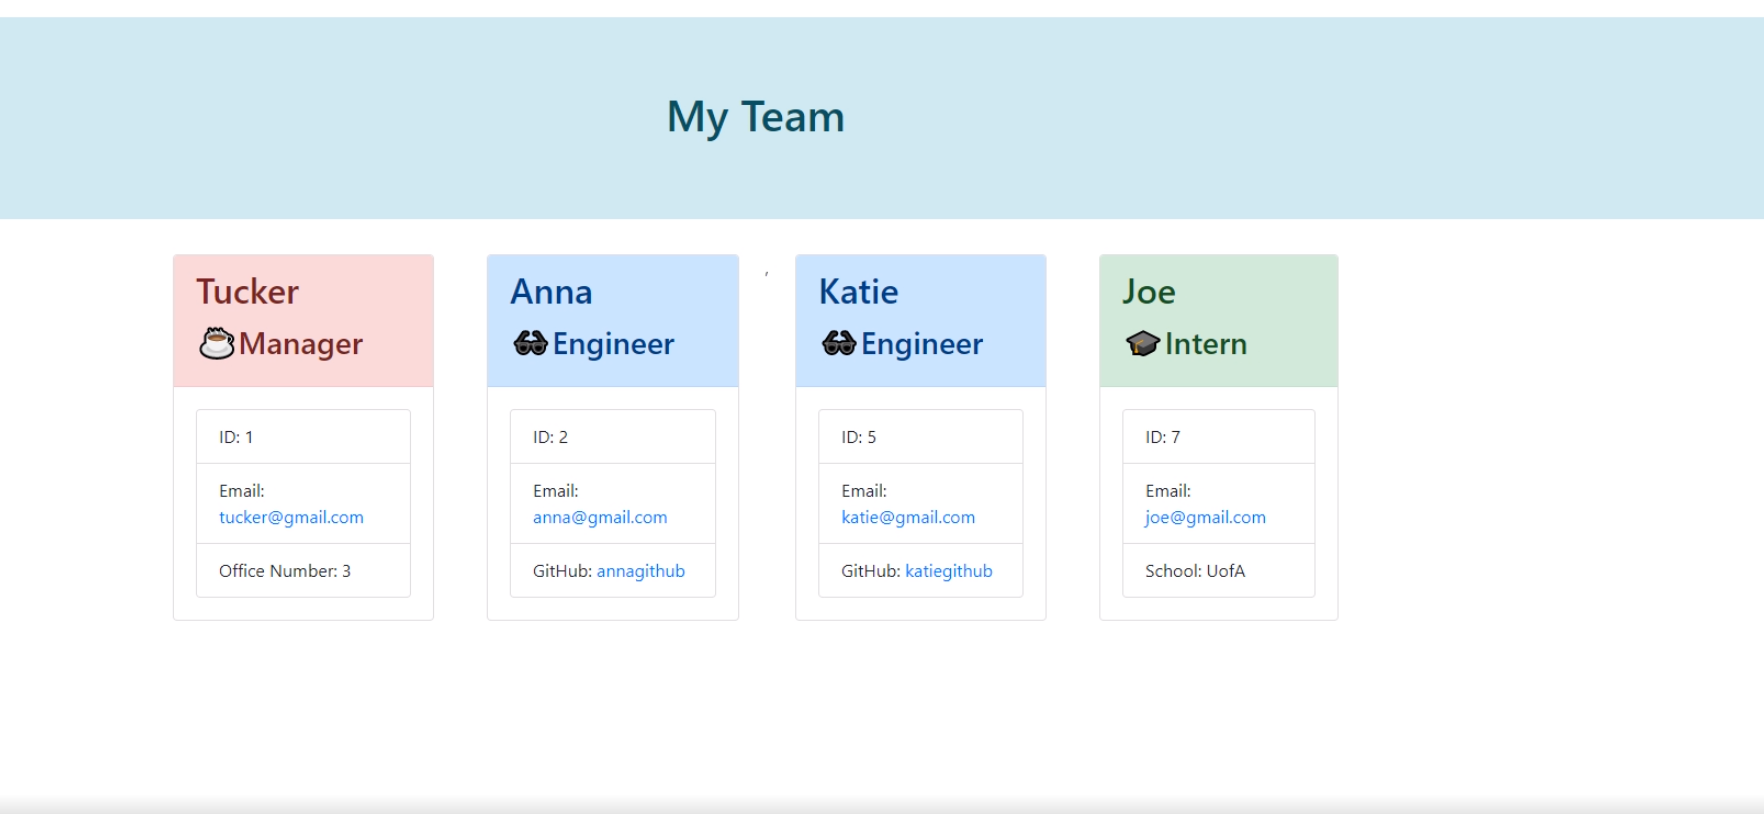 My Team
Tucker
Manager
ID: 1
Email:
tucker@gmail.com
Office Number: 3
Anna
Engineer
ID: 2
Email:
anna@gmail.com
GitHub: annagithub
,
Katie
Engineer
ID: 5
Email:
katie@gmail.com
GitHub: katiegithub
Joe
Intern
ID: 7
Email:
joe@gmail.com
School: UofA